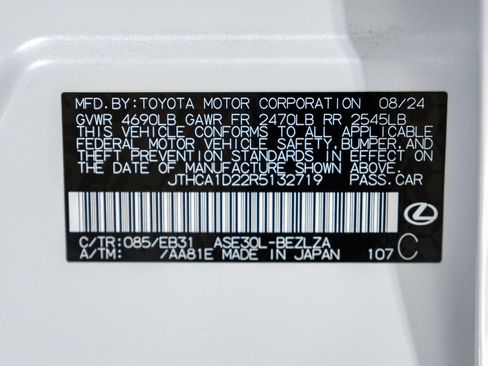 MFD.BY:TOYOTA MOTOR CORPORATION 08/24
GVWR 4690LB GAWR FR 2470LB RR 2545LB
THIS VEHICLE CONFORMS TO ALL APPLICABLE
FEDERAL MOTOR VEHICLE SAFETY,BUMPER,AND
THEFT PREVENTION STANDARDS IN EFFECT ON
THE DATE OF MANUFACTURE SHOWN ABOVE.
JTHCA1D22R5132719 PASS.CAR
C/TR:085/EB31 ASE30L-BEZLZA
A/TM: /AA81E MADE IN JAPAN 107 C